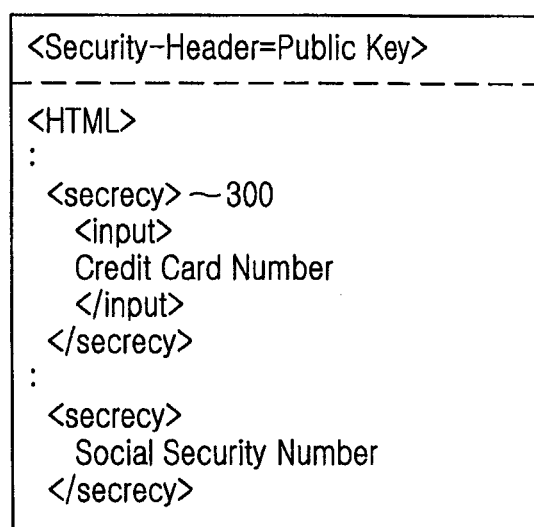 <Security-Header=Public Key>
<HTML>
:
<secrecy> ~300
<input>
Credit Card Number
</input>
</secrecy>
:
<secrecy>
Social Security Number
</secrecy>